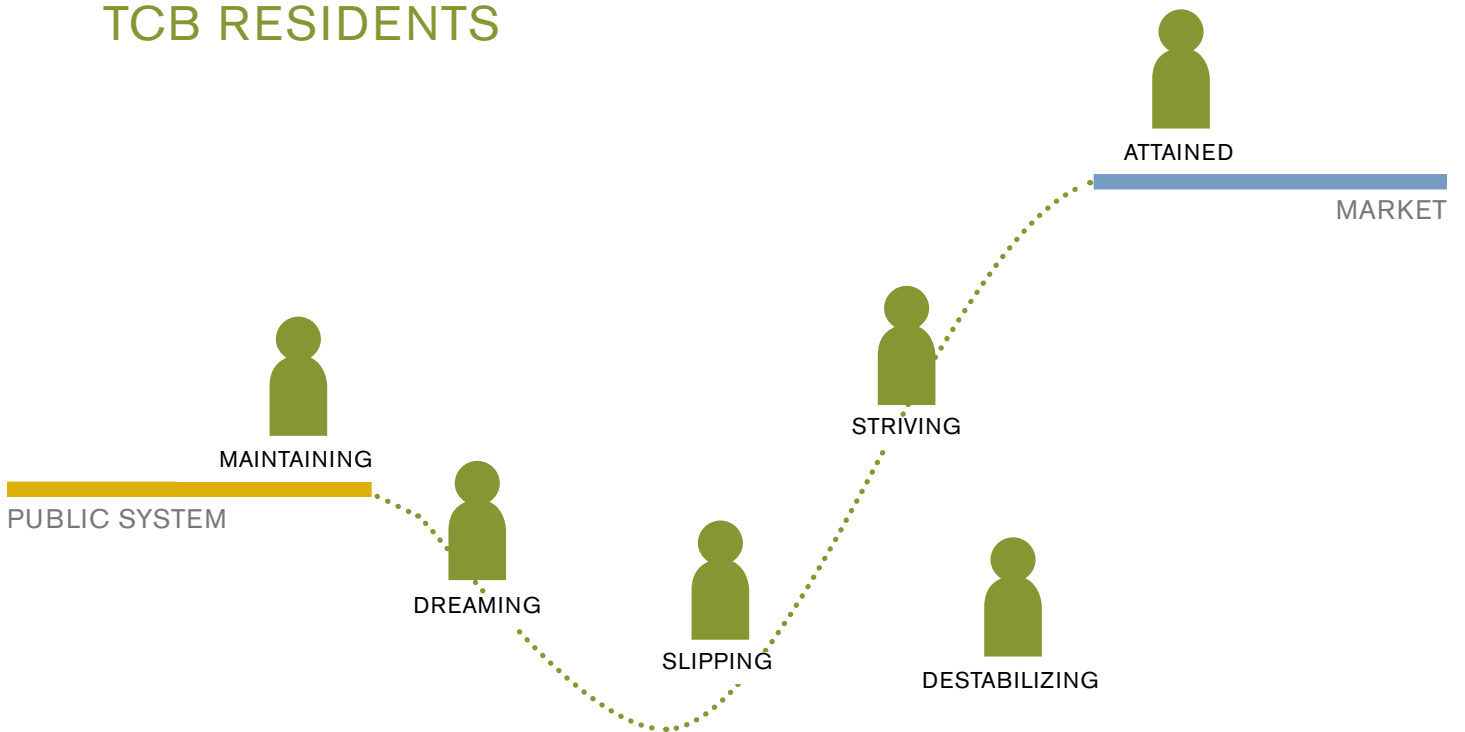 TCB RESIDENTS
ATTAINED
MARKET
STRIVING
MAINTAINING
PUBLIC SYSTEM
DREAMING
SLIPPING
DESTABILIZING